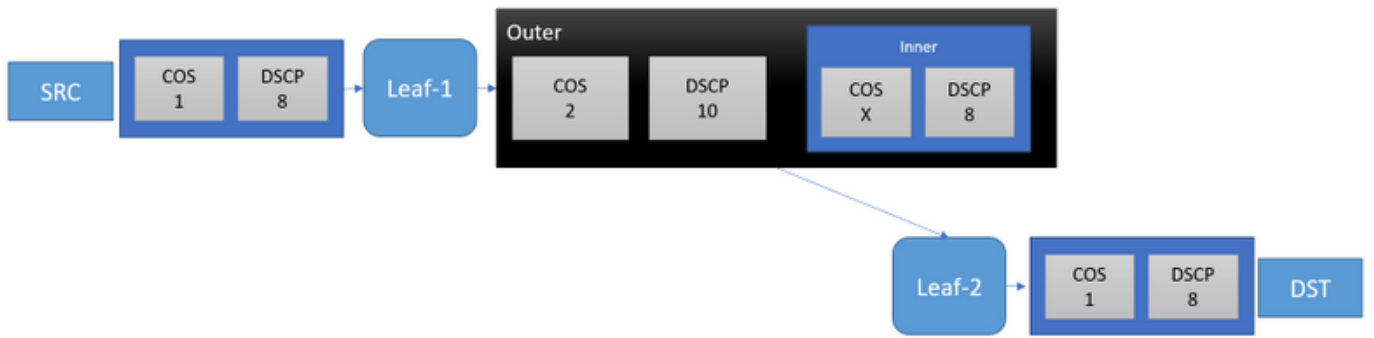 SRC
COS
1
DSCP
8
Leaf-1
Outer
COS
2
DSCP
10
Inner
COS
X
DSCP
8
Leaf-2
COS
1
DSCP
8
DST